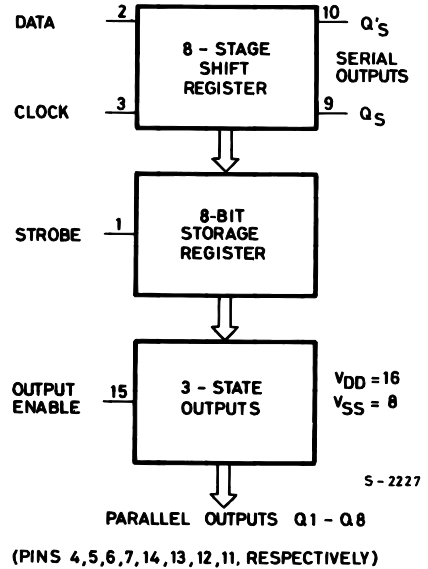 DATA
2
10
Q'S
8 - STAGE
SHIFT
REGISTER
SERIAL
OUTPUTS
CLOCK
3
9
QS
STROBE
1
8-BIT
STORAGE
REGISTER
OUTPUT
ENABLE
15
3 - STATE
OUTPUTS
VDD = 16
VSS = 8
S - 2227
PARALLEL OUTPUTS Q1 - Q8
(PINS 4,5,6,7,14,13,12,11, RESPECTIVELY)